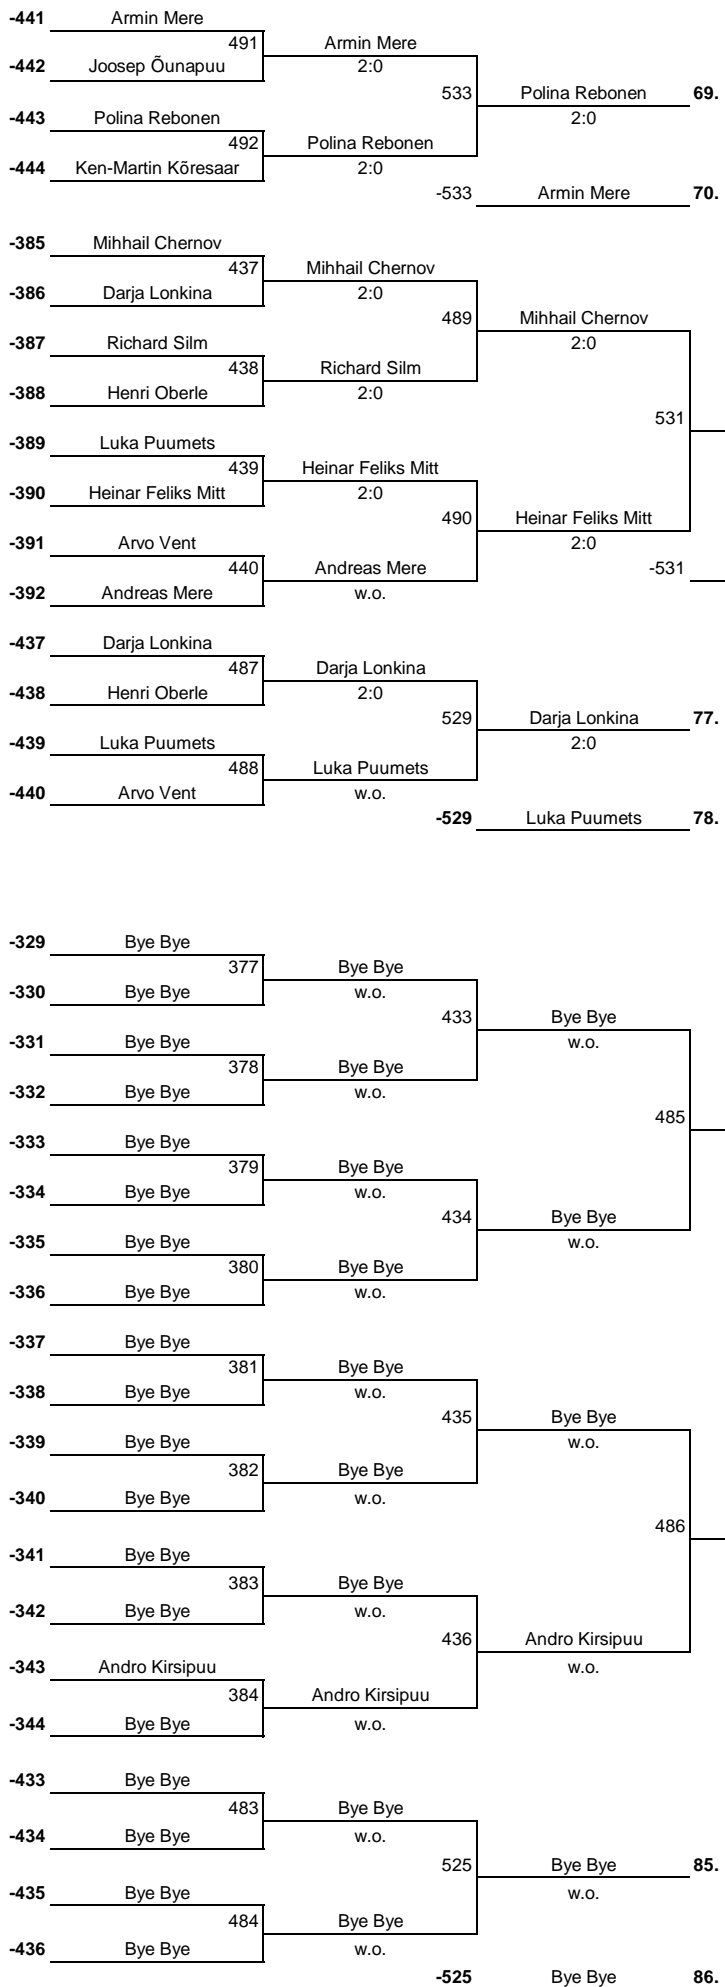 -441 Armin Mere
491 Armin Mere
-442 Joosep Õunapuu 2:0
533 Polina Rebonen 69.
-443 Polina Rebonen 2:0
492 Polina Rebonen
-444 Ken-Martin Kõresaar 2:0
-533 Armin Mere 70.
-385 Mihhail Chernov
437 Mihhail Chernov
-386 Darja Lonkina 2:0
489 Mihhail Chernov
-387 Richard Silm 2:0
438 Richard Silm
-388 Henri Oberle 2:0
531
-389 Luka Puumets
439 Heinar Feliks Mitt
-390 Heinar Feliks Mitt 2:0
490 Heinar Feliks Mitt
-391 Arvo Vent 2:0
440 Andreas Mere -531
-392 Andreas Mere w.o.
-437 Darja Lonkina
487 Darja Lonkina
-438 Henri Oberle 2:0
529 Darja Lonkina 77.
-439 Luka Puumets 2:0
488 Luka Puumets
-440 Arvo Vent w.o.
-529 Luka Puumets 78.
-329 Bye Bye
377 Bye Bye
-330 Bye Bye w.o.
433 Bye Bye
-331 Bye Bye w.o.
378 Bye Bye
-332 Bye Bye w.o.
485
-333 Bye Bye
379 Bye Bye
-334 Bye Bye w.o.
434 Bye Bye
-335 Bye Bye w.o.
380 Bye Bye
-336 Bye Bye w.o.
-337 Bye Bye
381 Bye Bye
-338 Bye Bye w.o.
435 Bye Bye
-339 Bye Bye w.o.
382 Bye Bye
-340 Bye Bye w.o.
486
-341 Bye Bye
383 Bye Bye
-342 Bye Bye w.o.
436 Andro Kirsipuu
-343 Andro Kirsipuu w.o.
384 Andro Kirsipuu
-344 Bye Bye w.o.
-433 Bye Bye
483 Bye Bye
-434 Bye Bye w.o.
525 Bye Bye 85.
-435 Bye Bye w.o.
484 Bye Bye
-436 Bye Bye w.o.
-525 Bye Bye 86.